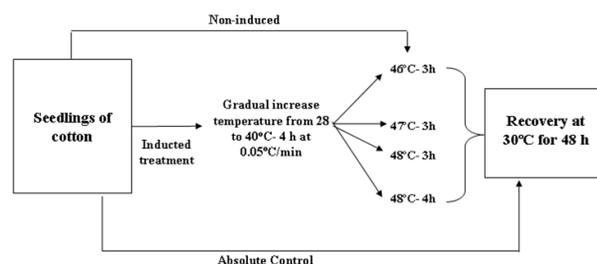 Non-induced
Seedlings of
cotton
Inducted
treatment
Gradual increase
temperature from 28
to 40°C- 4 h at
0.05°C/min
46°C- 3h
47°C- 3h
48°C- 3h
48°C- 4h
Recovery at
30°C for 48 h
Absolute Control